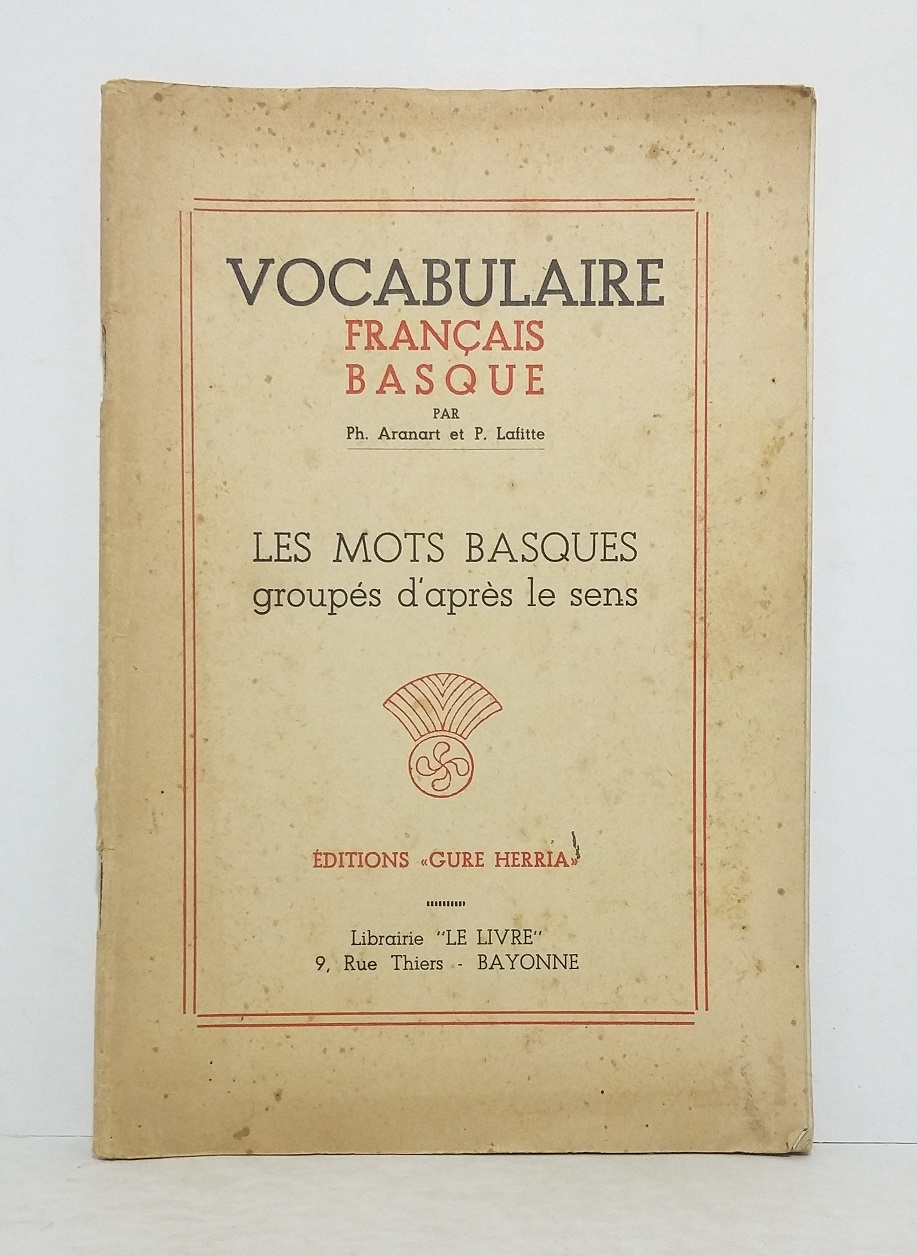 VOCABULAIRE
FRANÇAIS
BASQUE
PAR
Ph. Aranart et P. Lafitte
LES MOTS BASQUES
groupés d'après le sens
ÉDITIONS «GURE HERRIA»
Librairie "LE LIVRE"
9, Rue Thiers - BAYONNE